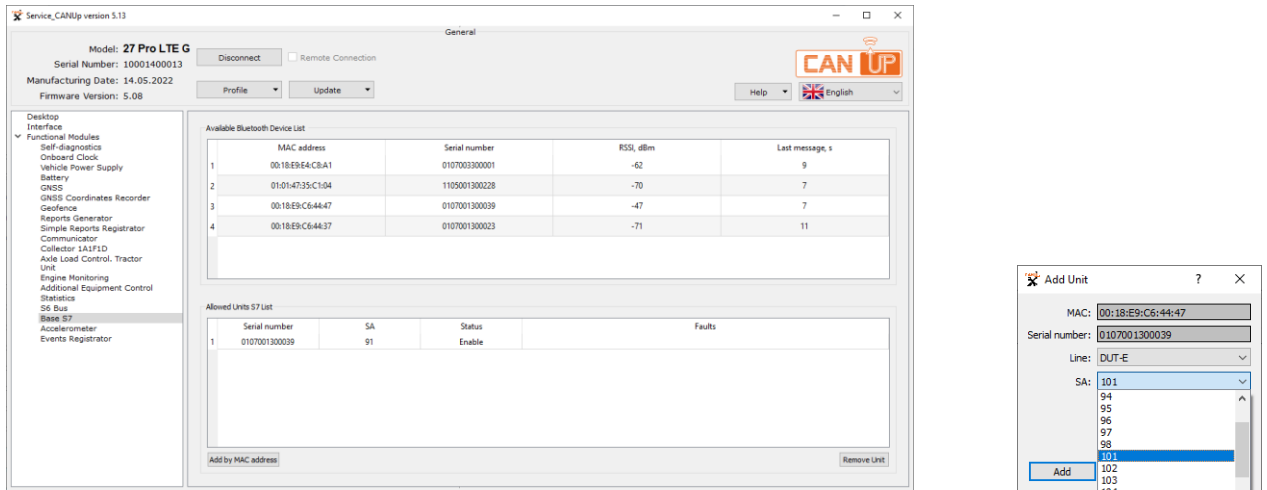 Service_CANUp version 5.13
General
Model: 27 Pro LTE G
Serial Number: 10001400013
Manufacturing Date: 14.05.2022
Firmware Version: 5.08
Disconnect
Remote Connection
Profile
Update
CAN UP
Help
English
Desktop
Interface
Functional Modules
Self-diagnostics
Onboard Clock
Vehicle Power Supply
Battery
GNSS
GNSS Coordinates Recorder
Geofence
Reports Generator
Simple Reports Registrator
Communicator
Collector 1A1F1D
Axle Load Control. Tractor
Unit
Engine Monitoring
Additional Equipment Control
Statistics
S6 Bus
Base S7
Accelerometer
Events Registrator
Available Bluetooth Device List
MAC address Serial number RSSI, dBm Last message, s
1 00:18:E9:E4:C8:A1 0107003300001 -62 9
2 01:01:47:35:C1:04 1105001300228 -70 7
3 00:18:E9:C6:44:47 0107001300039 -47 7
4 00:18:E9:C6:44:37 0107001300023 -71 11
Allowed Units S7 List
Serial number SA Status Faults
1 0107001300039 91 Enable
Add by MAC address
Remove Unit
Add Unit
MAC: 00:18:E9:C6:44:47
Serial number: 0107001300039
Line: DUT-E
SA: 101
94
95
96
97
98
101
102
103
Add